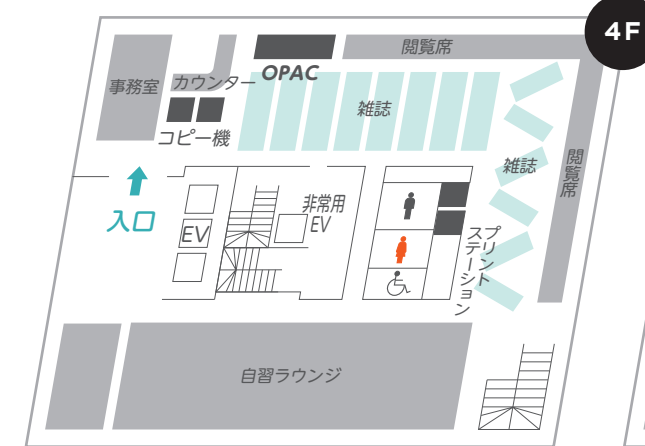 4F
閲覧席
OPAC
事務室
カウンター
雑誌
コピー機
雑誌
閲覧席
入口
EV
非常用
EV
プリント
ステーション
自習ラウンジ